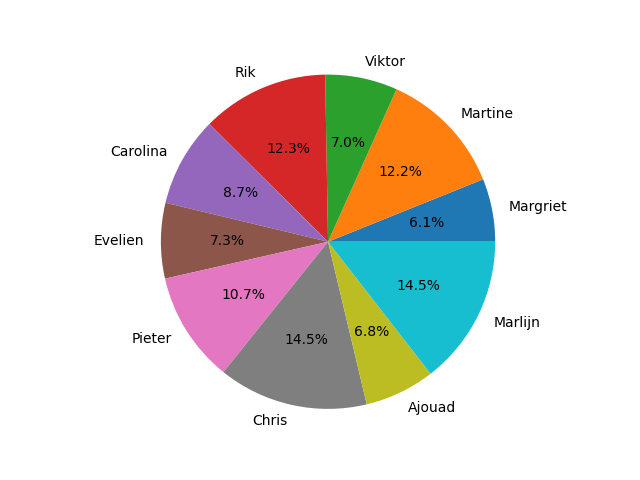 Viktor
Rik
Martine
7.0%
12.3%
Carolina
12.2%
8.7%
Margriet
6.1%
Evelien
7.3%
14.5%
10.7%
Marlijn
6.8%
Pieter
14.5%
Ajouad
Chris